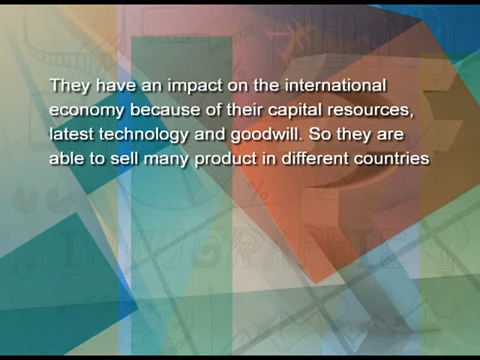 They have an impact on the international
economy because of their capital resources,
latest technology and goodwill. So they are
able to sell many product in different countries
INFOGRAPHIC